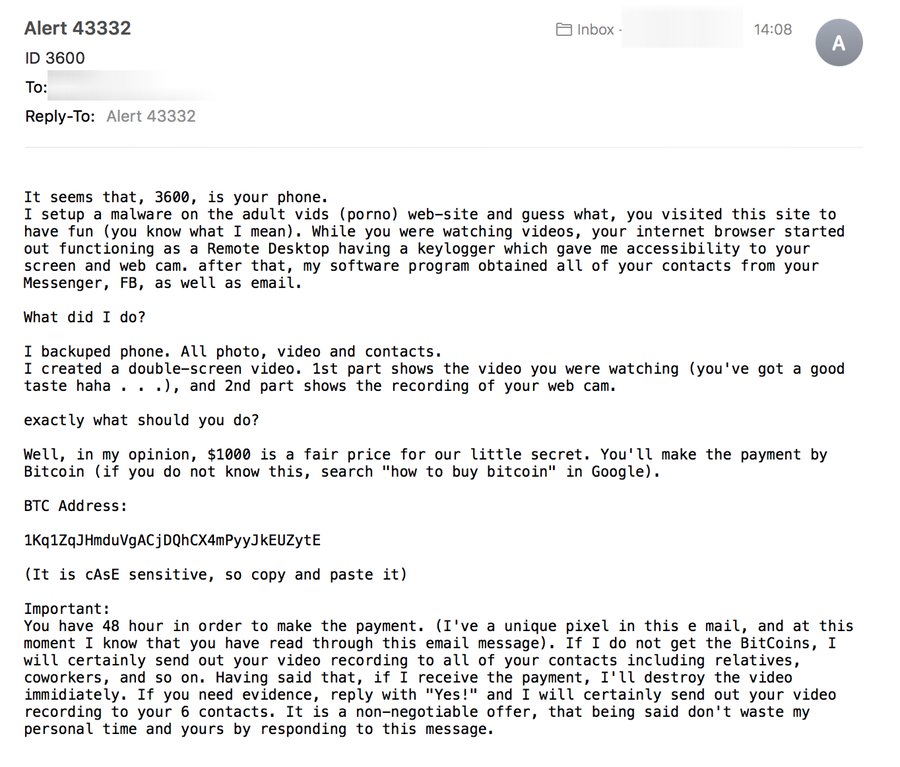 Alert 43332
Inbox -
14:08
A
ID 3600
To:
Reply-To: Alert 43332
It seems that, 3600, is your phone.
I setup a malware on the adult vids (porno) web-site and guess what, you visited this site to
have fun (you know what I mean). While you were watching videos, your internet browser started
out functioning as a Remote Desktop having a keylogger which gave me accessibility to your
screen and web cam. after that, my software program obtained all of your contacts from your
Messenger, FB, as well as email.
What did I do?
I backuped phone. All photo, video and contacts.
I created a double-screen video. 1st part shows the video you were watching (you've got a good
taste haha . . .), and 2nd part shows the recording of your web cam.
exactly what should you do?
Well, in my opinion, $1000 is a fair price for our little secret. You'll make the payment by
Bitcoin (if you do not know this, search "how to buy bitcoin" in Google).
BTC Address:
1Kq1ZqJHmduVgACjDQhCX4mPyyJkEUZytE
(It is cAsE sensitive, so copy and paste it)
Important:
You have 48 hour in order to make the payment. (I've a unique pixel in this e mail, and at this
moment I know that you have read through this email message). If I do not get the BitCoins, I
will certainly send out your video recording to all of your contacts including relatives,
coworkers, and so on. Having said that, if I receive the payment, I'll destroy the video
immidiately. If you need evidence, reply with "Yes!" and I will certainly send out your video
recording to your 6 contacts. It is a non-negotiable offer, that being said don't waste my
personal time and yours by responding to this message.